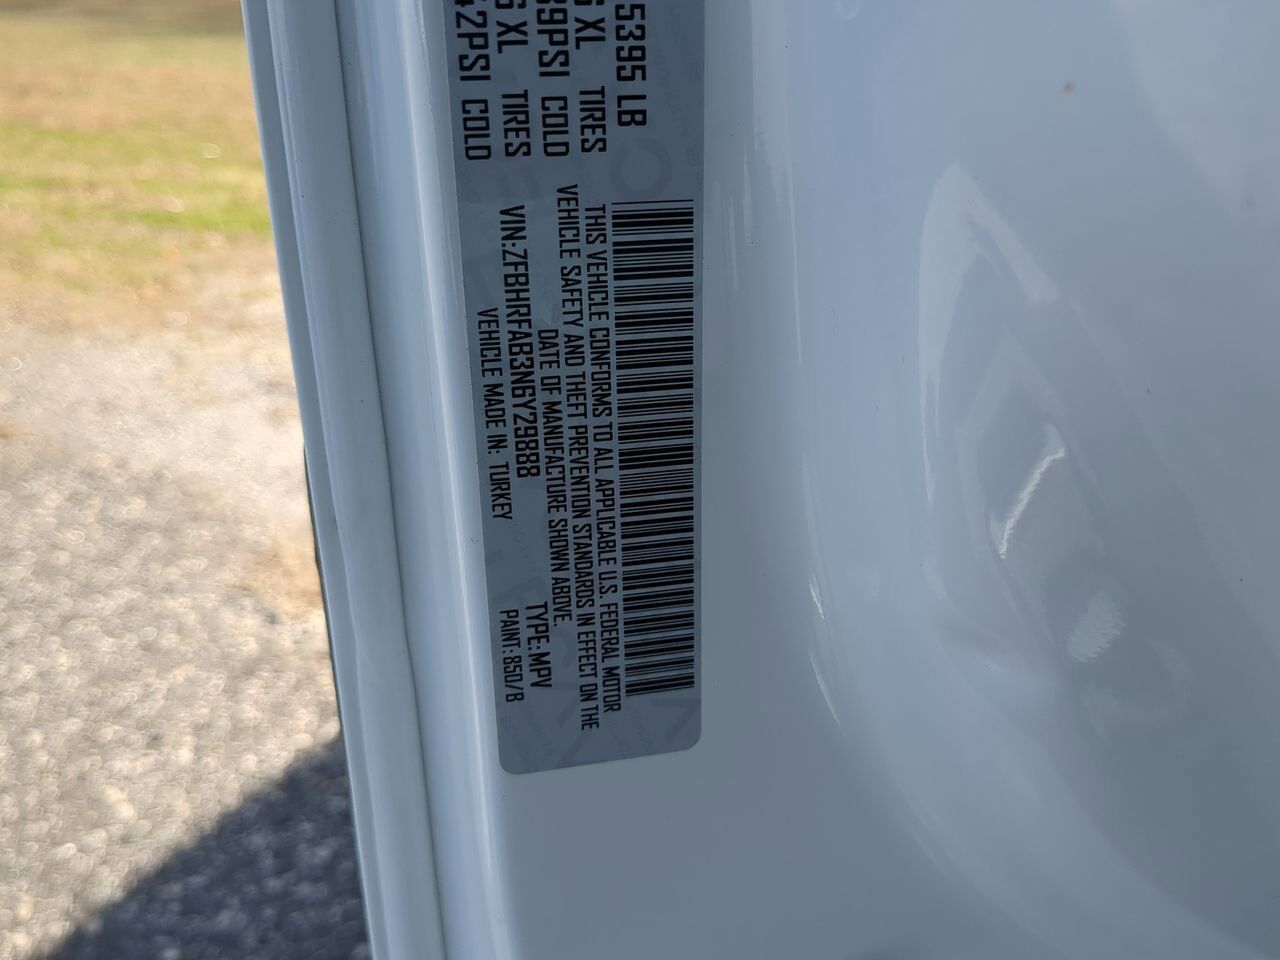 5395 LB
XL TIRES
39PSI COLD
XL TIRES
42PSI COLD
THIS VEHICLE CONFORMS TO ALL APPLICABLE U.S. FEDERAL MOTOR
VEHICLE SAFETY AND THEFT PREVENTION STANDARDS IN EFFECT ON THE
DATE OF MANUFACTURE SHOWN ABOVE.
VIN:ZFBHRFAB3N6Y29888 TYPE:MPV
VEHICLE MADE IN: TURKEY PAINT: 850/B